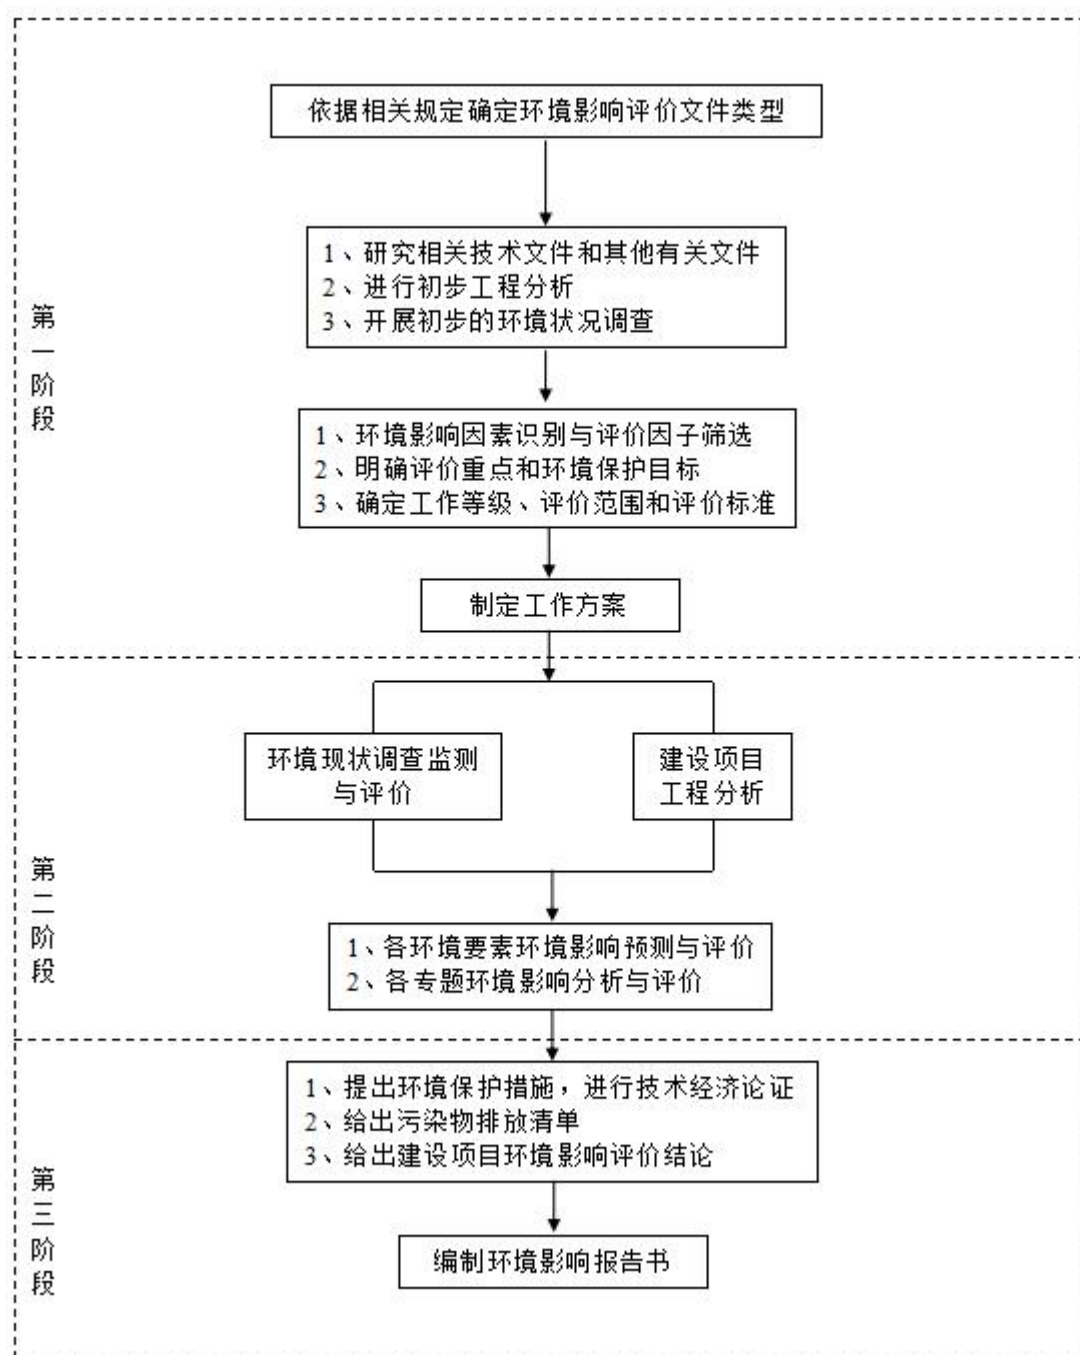 依据相关规定确定环境影响评价文件类型
1、研究相关技术文件和其他有关文件
2、进行初步工程分析
3、开展初步的环境状况调查
第一阶段
1、环境影响因素识别与评价因子筛选
2、明确评价重点和环境保护目标
3、确定工作等级、评价范围和评价标准
制定工作方案
环境现状调查监测
与评价
建设项目
工程分析
第二阶段
1、各环境要素环境影响预测与评价
2、各专题环境影响分析与评价
1、提出环境保护措施，进行技术经济论证
2、给出污染物排放清单
3、给出建设项目环境影响评价结论
第三阶段
编制环境影响报告书